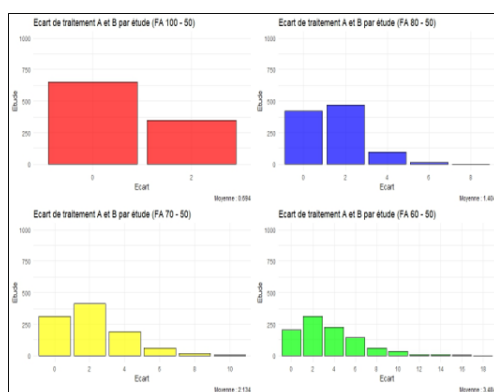 Ecart de traitement A et B par étude (FA 100 - 50)
1000
750
Etude
500
250
0
0 2
Ecart
Moyenne : 0.694
Ecart de traitement A et B par étude (FA 80 - 50)
1000
750
Etude
500
250
0
0 2 4 6 8
Ecart
Moyenne : 1.404
Ecart de traitement A et B par étude (FA 70 - 50)
1000
750
Etude
500
250
0
0 2 4 6 8 10
Ecart
Moyenne : 2.134
Ecart de traitement A et B par étude (FA 60 - 50)
1000
750
Etude
500
250
0
0 2 4 6 8 10 12 14 16 18
Ecart